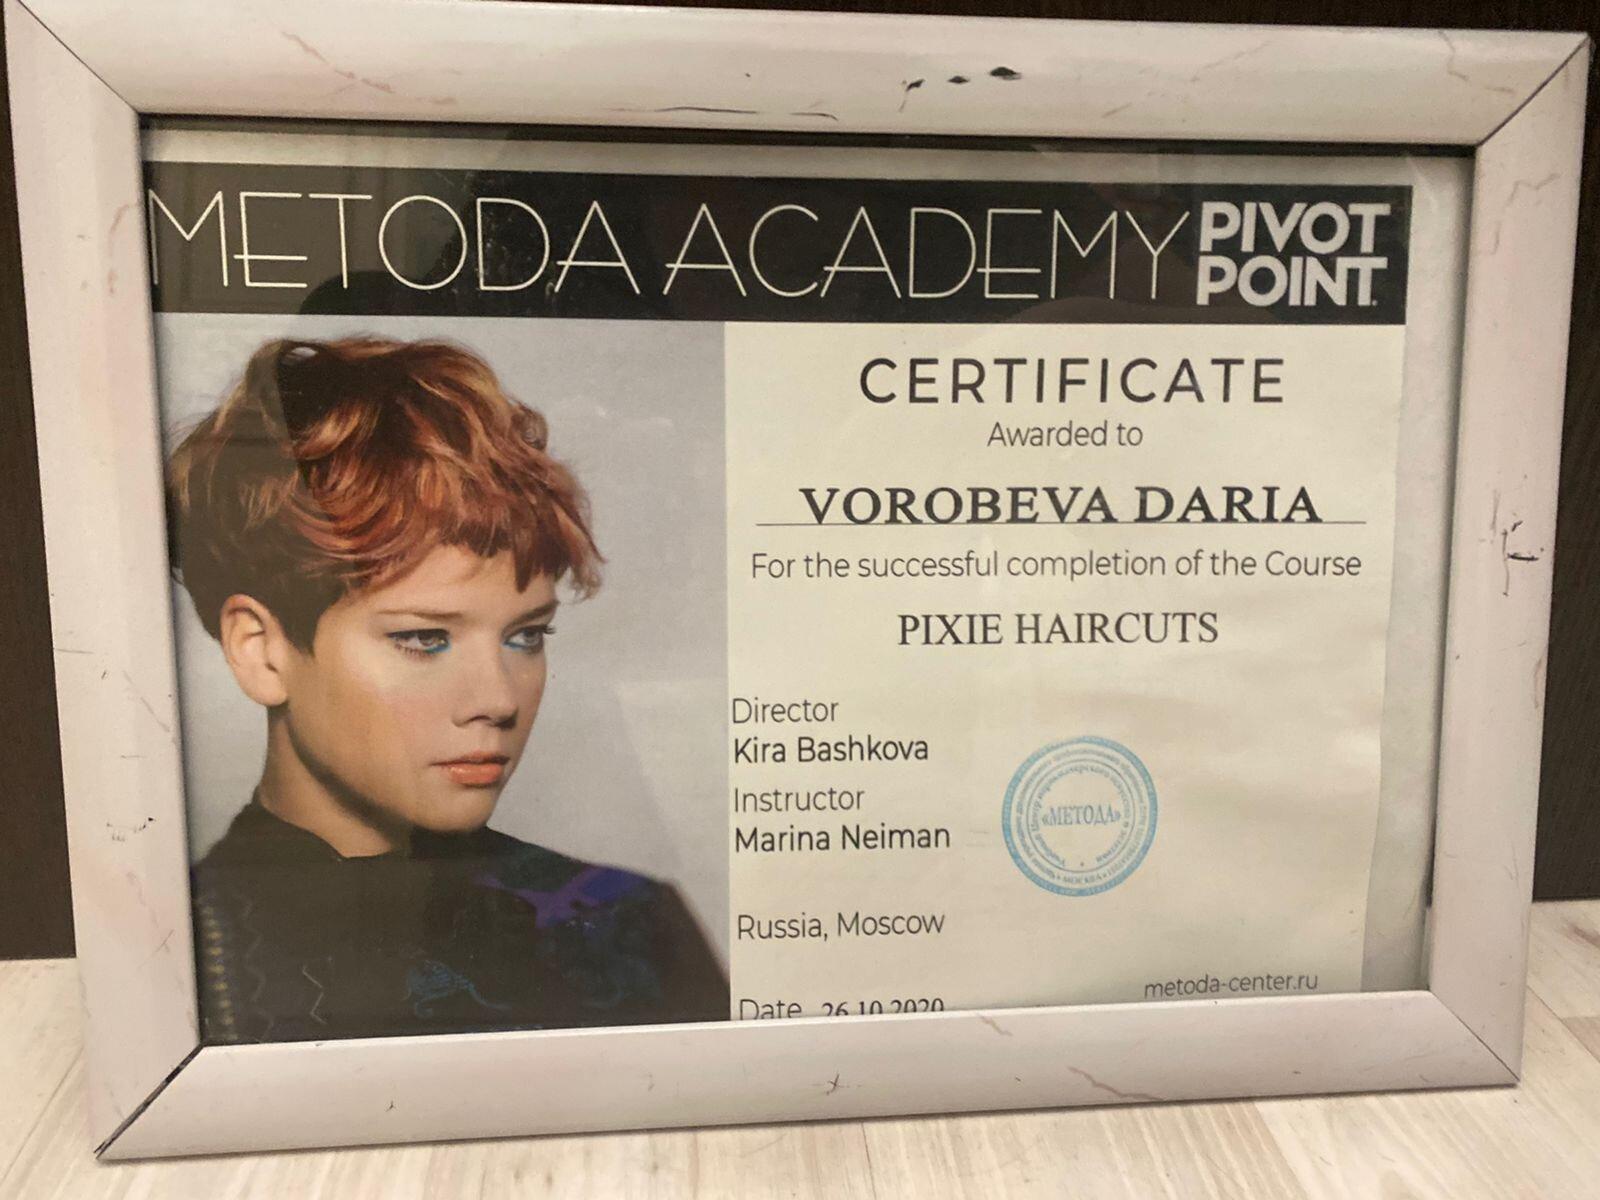 METODA ACADEMY
PIVOT
POINT
CERTIFICATE
Awarded to
VOROBEVA DARIA
For the successful completion of the Course
PIXIE HAIRCUTS
Director
Kira Bashkova
Instructor
Marina Neiman
«МЕТОДА»
Russia, Moscow
metoda-center.ru
Date 26.10.2020